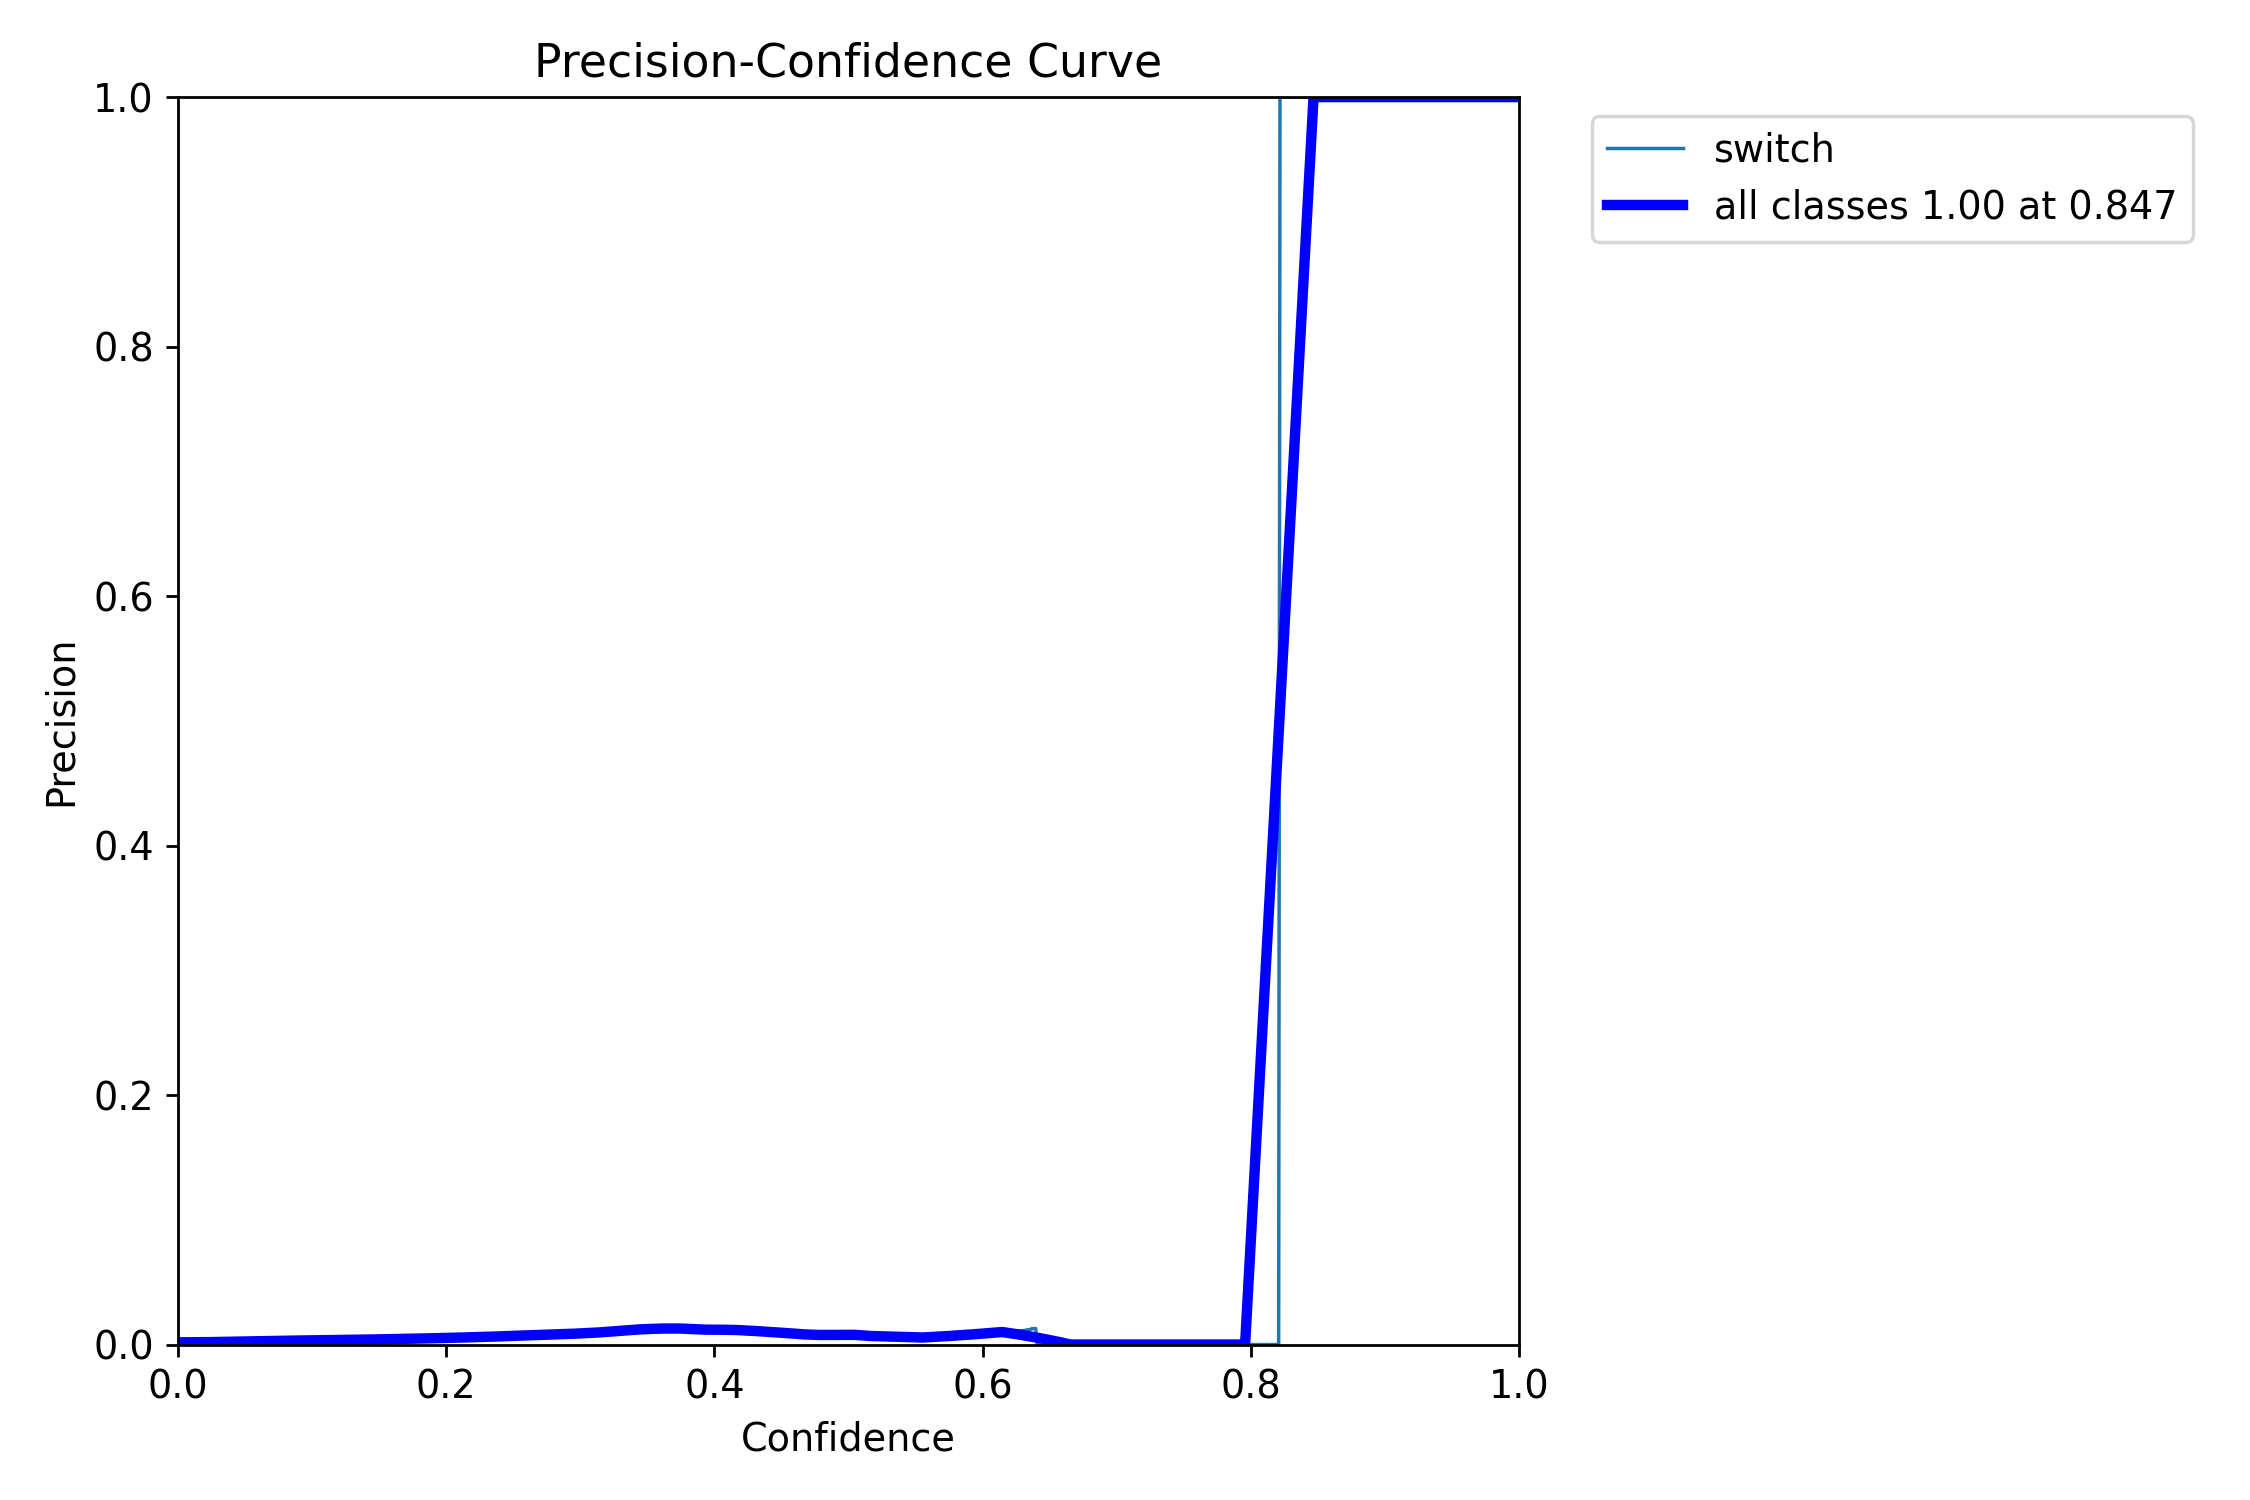 Precision-Confidence Curve
switch
all classes 1.00 at 0.847
Precision
1.0
0.8
0.6
0.4
0.2
0.0
0.0 0.2 0.4 0.6 0.8 1.0
Confidence